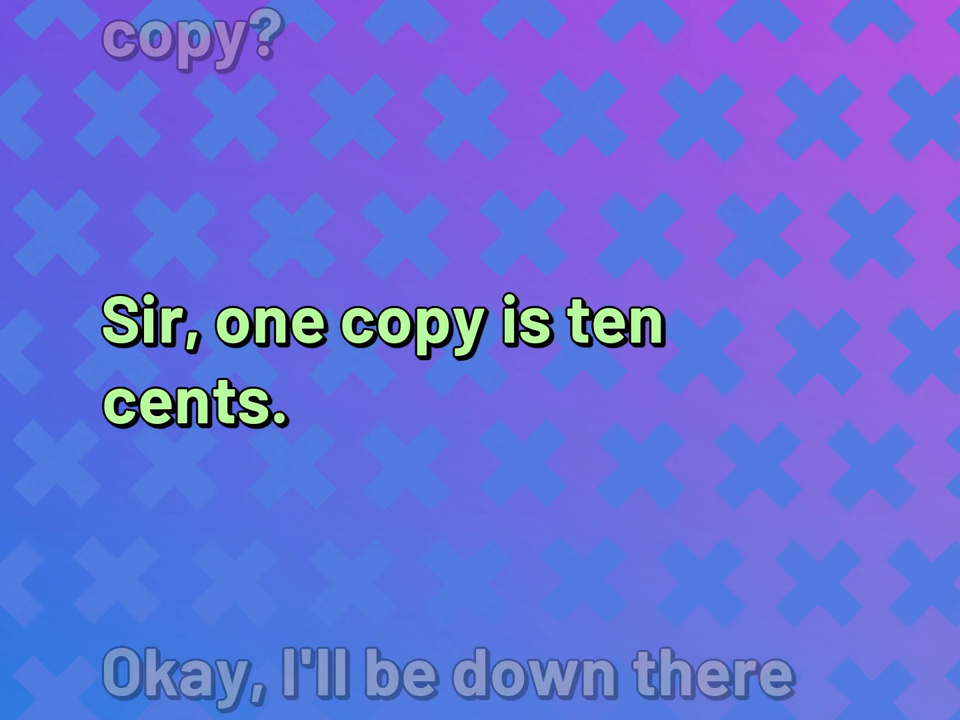 copy?
Sir, one copy is ten
cents.
Okay, I'll be down there